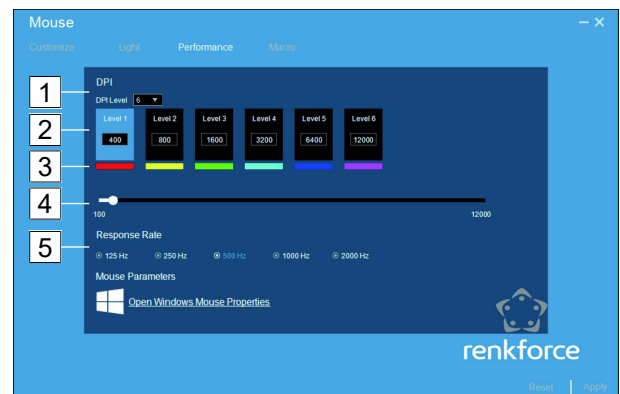 Mouse
Customize Light Performance Macro
DPI
1 DPI Level 6
2 Level 1 Level 2 Level 3 Level 4 Level 5 Level 6
400 800 1600 3200 6400 12000
3
4
100 12000
Response Rate
5
125 Hz 250 Hz 500 Hz 1000 Hz 2000 Hz
Mouse Parameters
Open Windows Mouse Properties
renkforce
Reset Apply